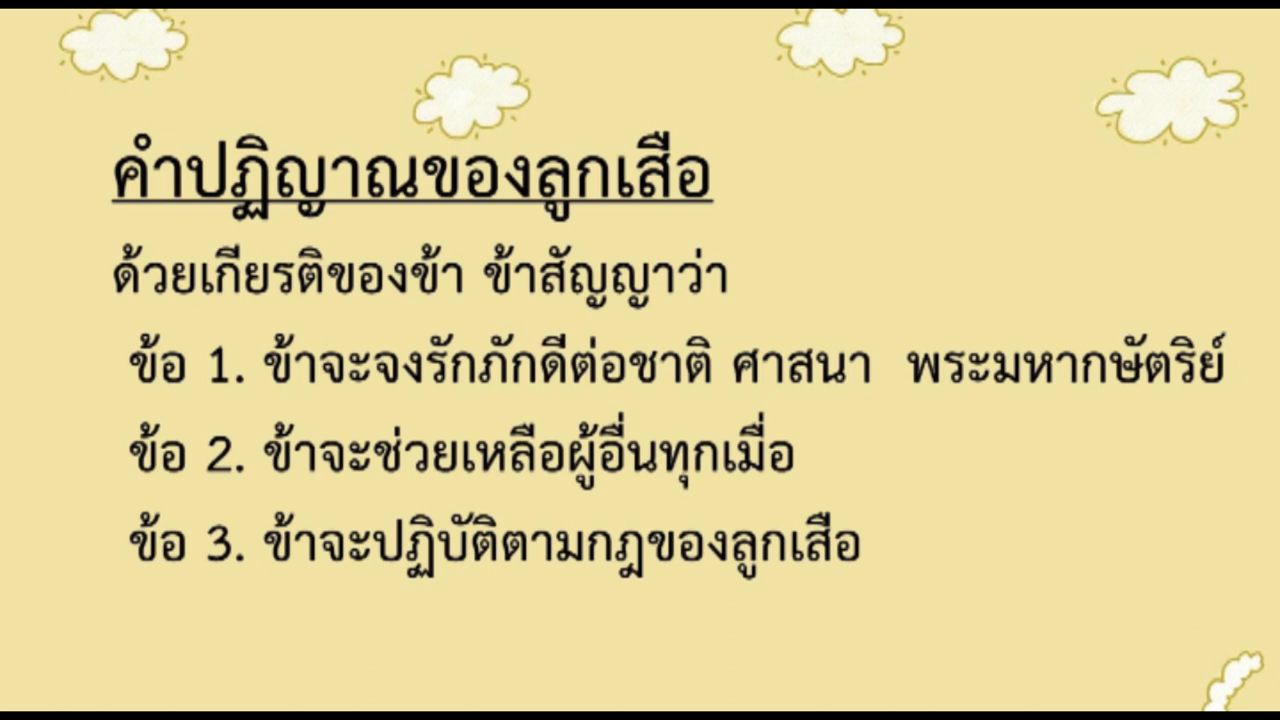 คำปฏิญาณของลูกเสือ
ด้วยเกียรติของข้า ข้าสัญญาว่า
ข้อ 1. ข้าจะจงรักภักดีต่อชาติ ศาสนา พระมหากษัตริย์
ข้อ 2. ข้าจะช่วยเหลือผู้อื่นทุกเมื่อ
ข้อ 3. ข้าจะปฏิบัติตามกฎของลูกเสือ